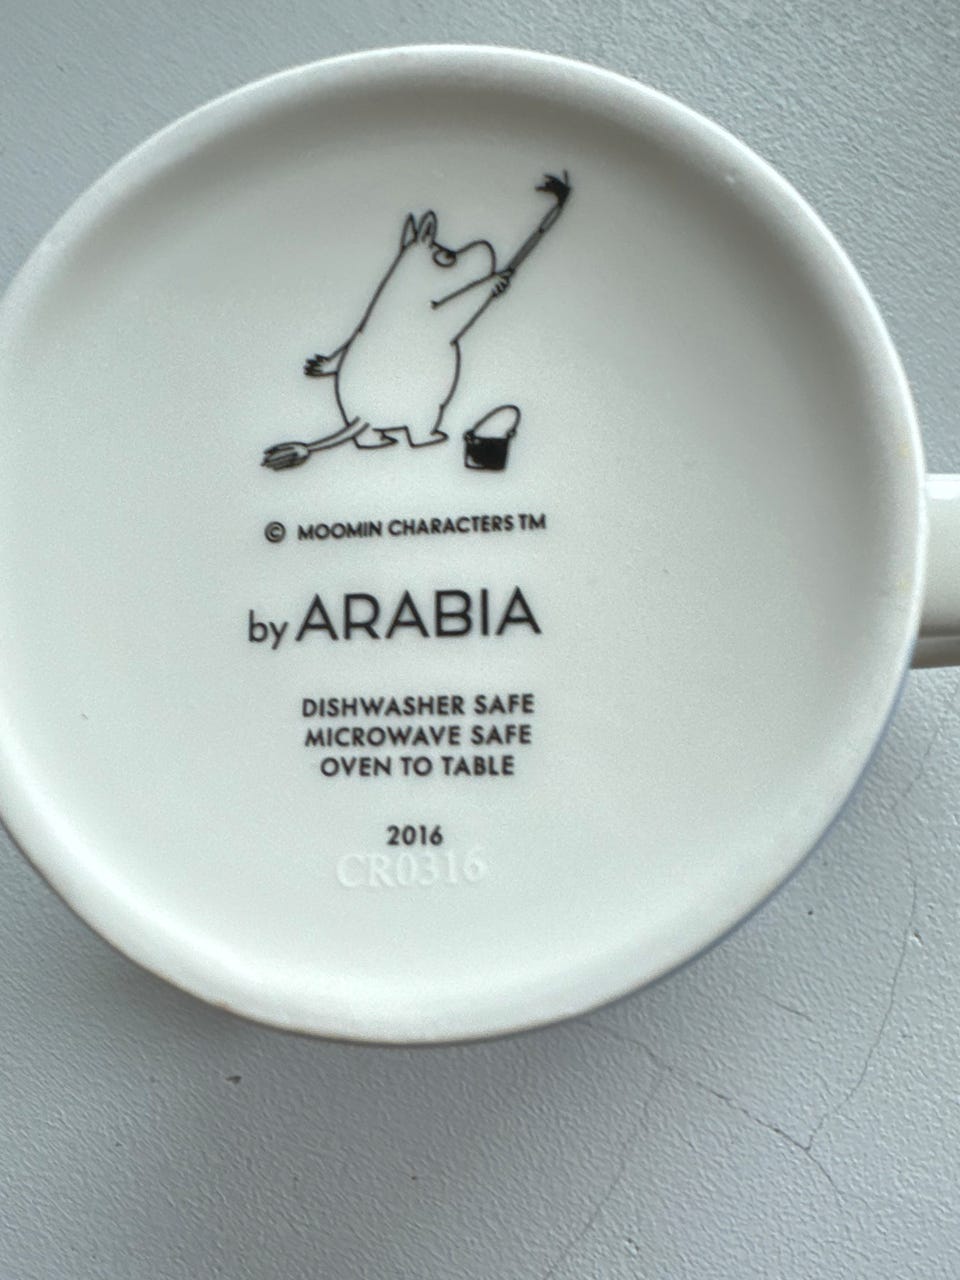 © MOOMIN CHARACTERS TM
by ARABIA
DISHWASHER SAFE
MICROWAVE SAFE
OVEN TO TABLE
2016
CR0316